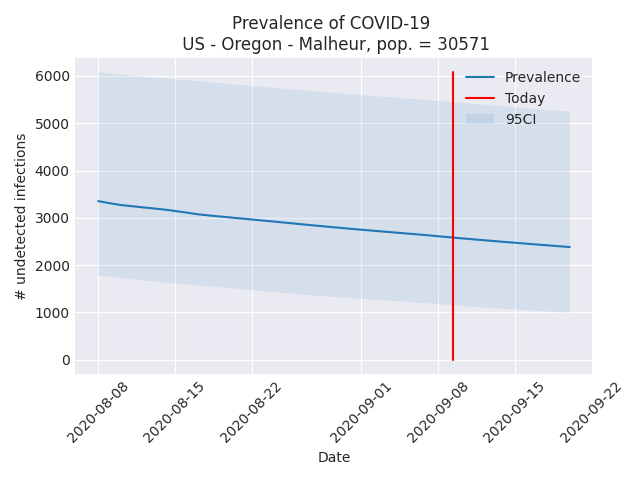 Prevalence of COVID-19
US - Oregon - Malheur, pop. = 30571
Prevalence
Today
95CI
# undetected infections
6000
5000
4000
3000
2000
1000
0
2020-08-08
2020-08-15
2020-08-22
2020-09-01
2020-09-08
2020-09-15
2020-09-22
Date